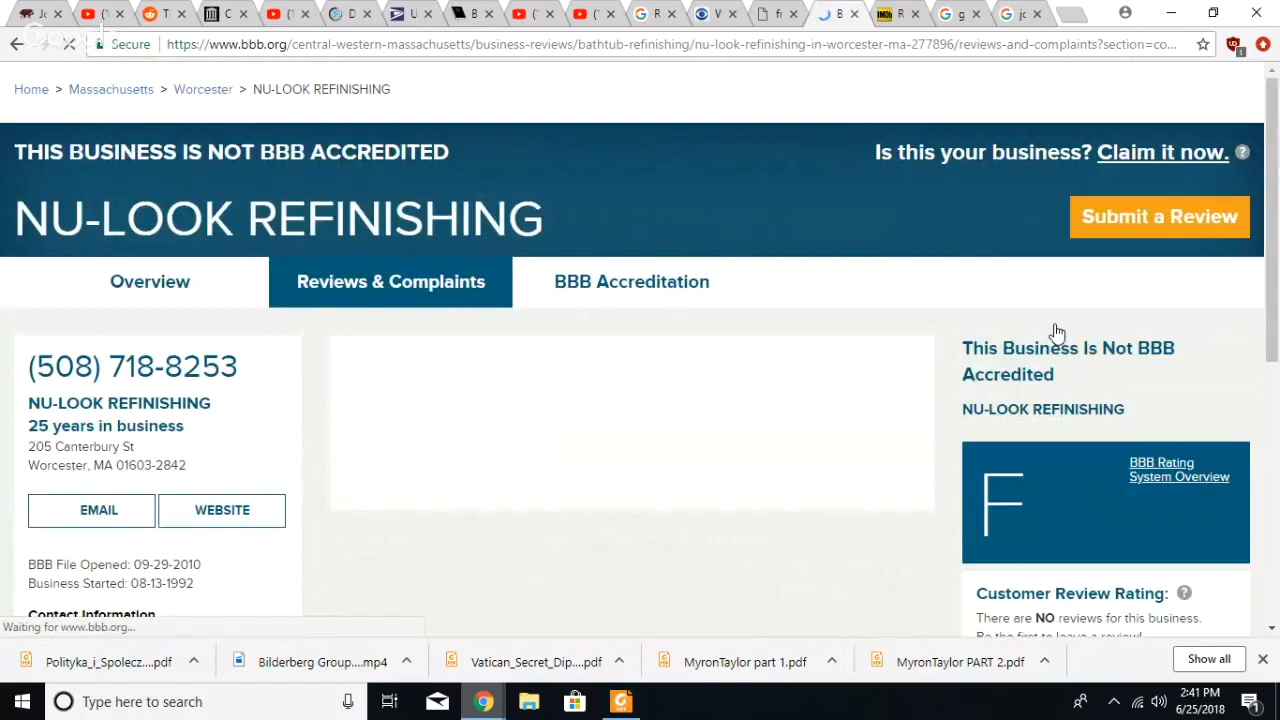 Secure
https://www.bbb.org/central-western-massachusetts/business-reviews/bathtub-refinishing/nu-look-refinishing-in-worcester-ma-277896/reviews-and-complaints?section=co...
Home > Massachusetts > Worcester > NU-LOOK REFINISHING
THIS BUSINESS IS NOT BBB ACCREDITED
Is this your business? Claim it now. ?
NU-LOOK REFINISHING
Submit a Review
Overview
Reviews & Complaints
BBB Accreditation
(508) 718-8253
NU-LOOK REFINISHING
25 years in business
205 Canterbury St
Worcester, MA 01603-2842
EMAIL
WEBSITE
BBB File Opened: 09-29-2010
Business Started: 08-13-1992
Contact Information
This Business Is Not BBB
Accredited
NU-LOOK REFINISHING
F
BBB Rating
System Overview
Customer Review Rating: ?
There are NO reviews for this business.
Be the first to leave a review!
Waiting for www.bbb.org...
Polityka_i_Spolecz....pdf
Bilderberg Group....mp4
Vatican_Secret_Dip....pdf
MyronTaylor part 1.pdf
MyronTaylor PART 2.pdf
Show all
Type here to search
2:41 PM
6/25/2018